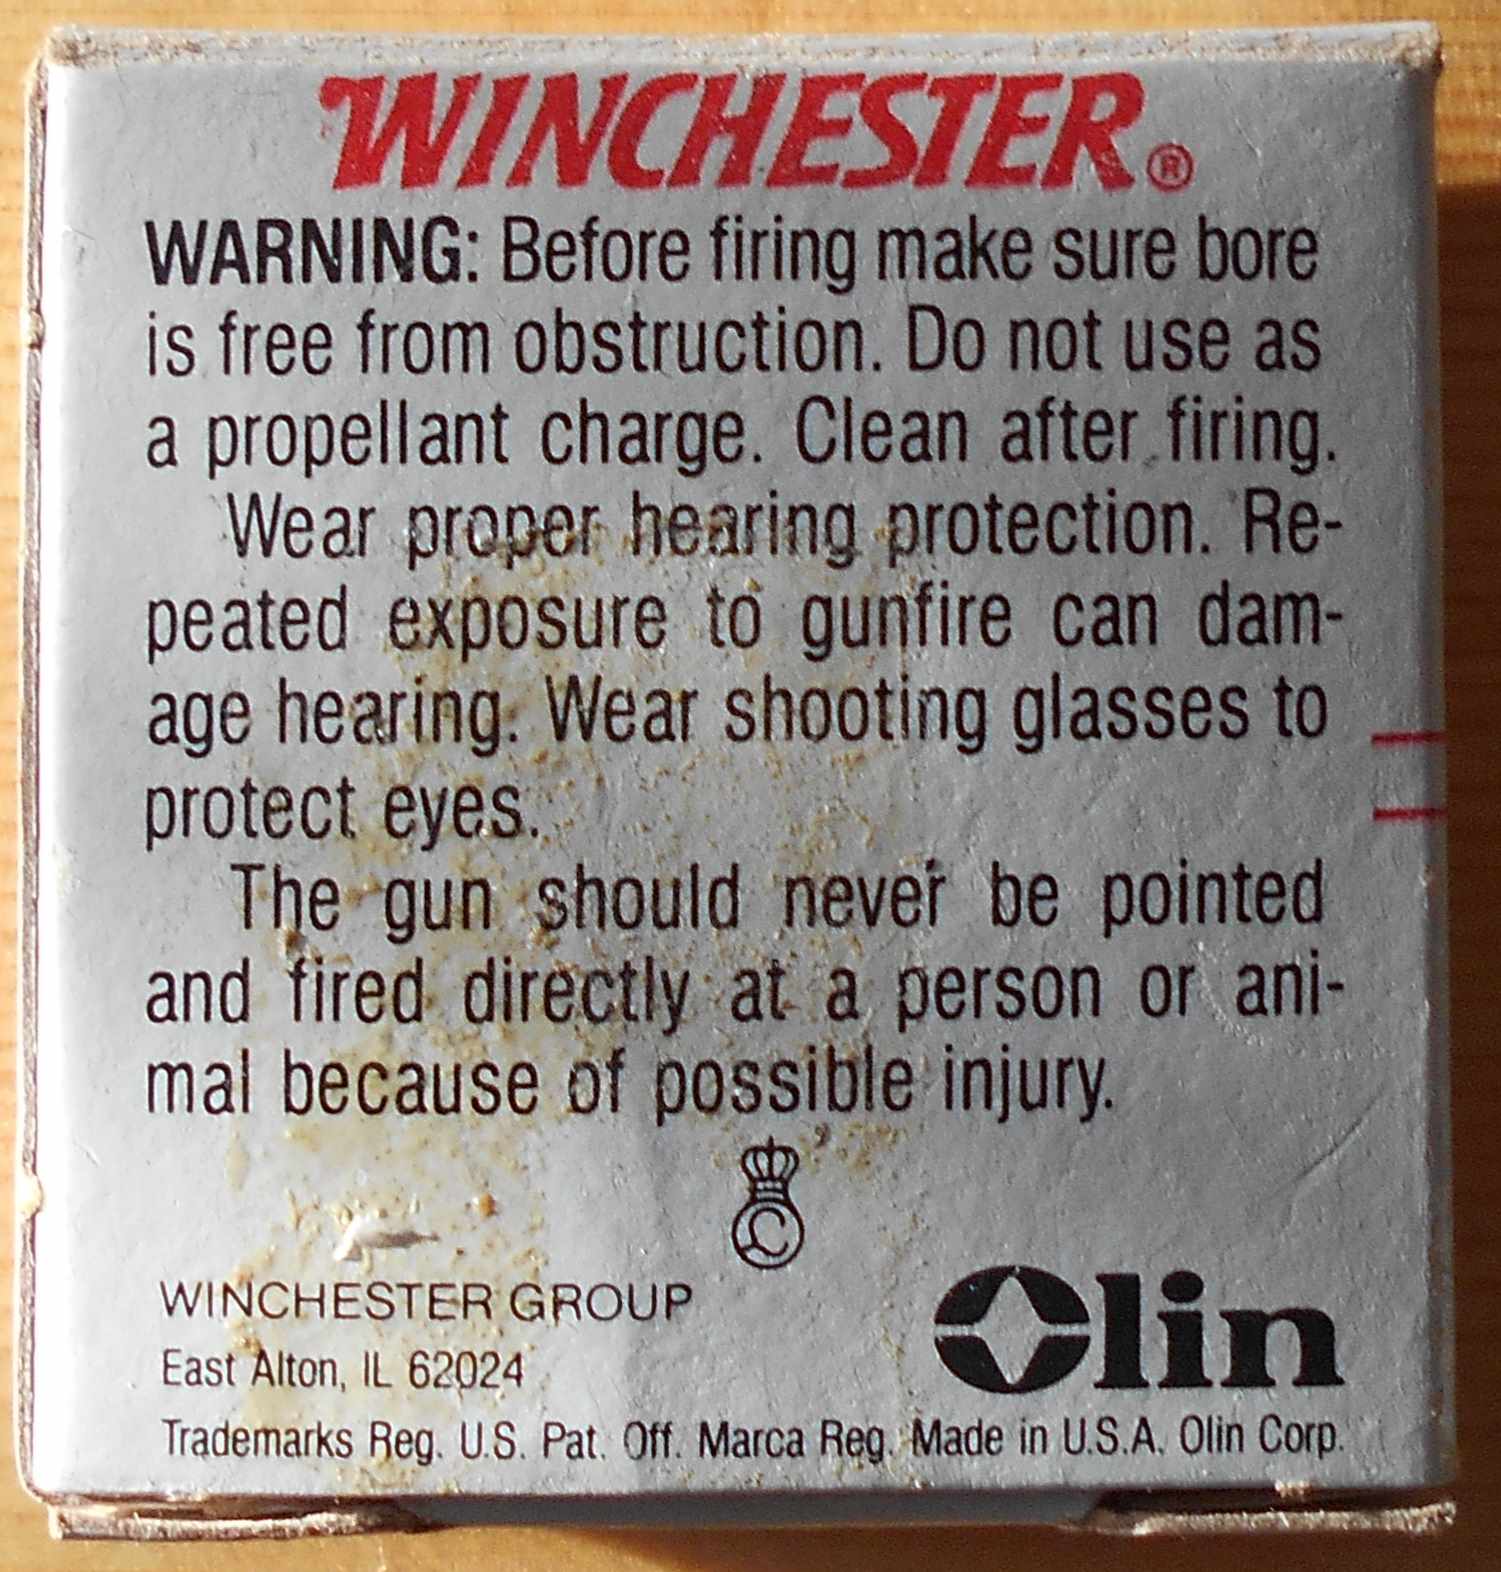 WINCHESTER®
WARNING: Before firing make sure bore
is free from obstruction. Do not use as
a propellant charge. Clean after firing.
Wear proper hearing protection. Re-
peated exposure to gunfire can dam-
age hearing. Wear shooting glasses to
protect eyes.
The gun should never be pointed
and fired directly at a person or ani-
mal because of possible injury.
LC
WINCHESTER GROUP
Olin
East Alton, IL 62024
Trademarks Reg. U.S. Pat. Off. Marca Reg. Made in U.S.A. Olin Corp.